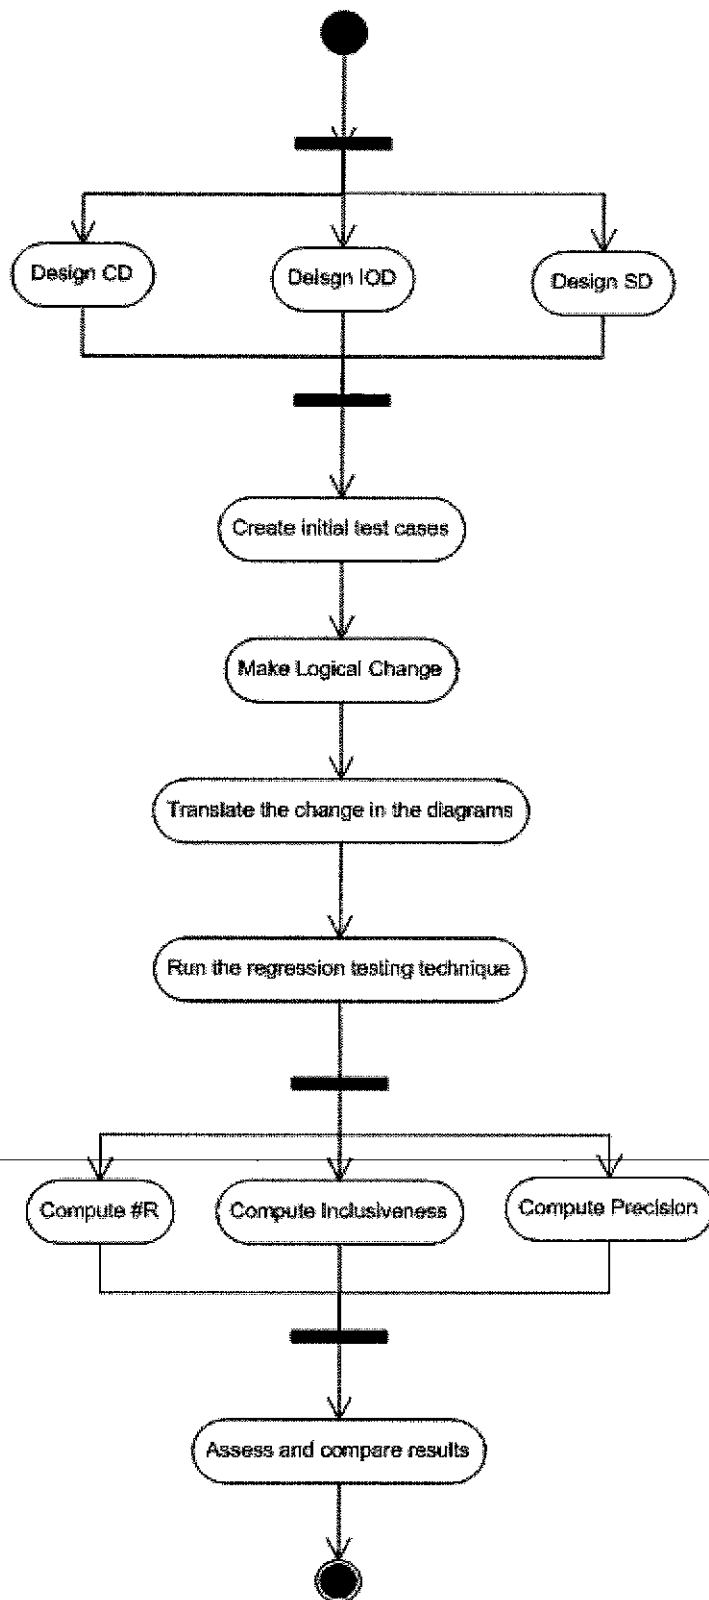 Design CD
Deisgn IOD
Design SD
Create initial test cases
Make Logical Change
Translate the change in the diagrams
Run the regression testing technique
Compute #R
Compute Inclusiveness
Compute Precision
Assess and compare results